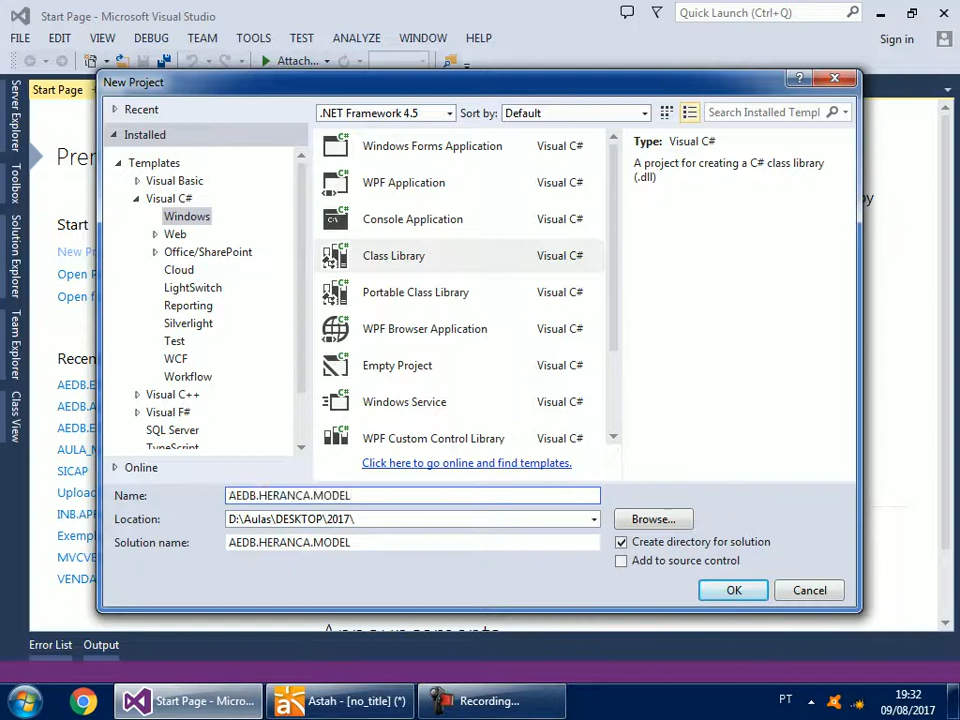 Start Page - Microsoft Visual Studio
Quick Launch (Ctrl+Q)
FILE EDIT VIEW DEBUG TEAM TOOLS TEST ANALYZE WINDOW HELP
Sign in
Attach...
Start Page
Server Explorer
Toolbox
Solution Explorer
Team Explorer
Class View
New Project
Recent
.NET Framework 4.5
Sort by: Default
Search Installed Templ
Installed
Templates
Visual Basic
Visual C#
Windows
Web
Office/SharePoint
Cloud
LightSwitch
Reporting
Silverlight
Test
WCF
Workflow
Visual C++
Visual F#
SQL Server
TypeScript
Online
Windows Forms Application Visual C#
WPF Application Visual C#
Console Application Visual C#
Class Library Visual C#
Portable Class Library Visual C#
WPF Browser Application Visual C#
Empty Project Visual C#
Windows Service Visual C#
WPF Custom Control Library Visual C#
Click here to go online and find templates.
Type: Visual C#
A project for creating a C# class library
(.dll)
Name: AEDB.HERANCA.MODEL
Location: D:\Aulas\DESKTOP\2017\
Browse...
Solution name: AEDB.HERANCA.MODEL
Create directory for solution
Add to source control
OK Cancel
Start
New Pr
Open P
Open f
Recen
AEDB.E
AEDB.A
AEDB.E
AULA_N
SICAP
Upload
INB.APP
Exempl
MVCVE
VENDA
Error List Output
Start Page - Micro...
Astah - [no_title] (*)
Recording...
PT
19:32
09/08/2017